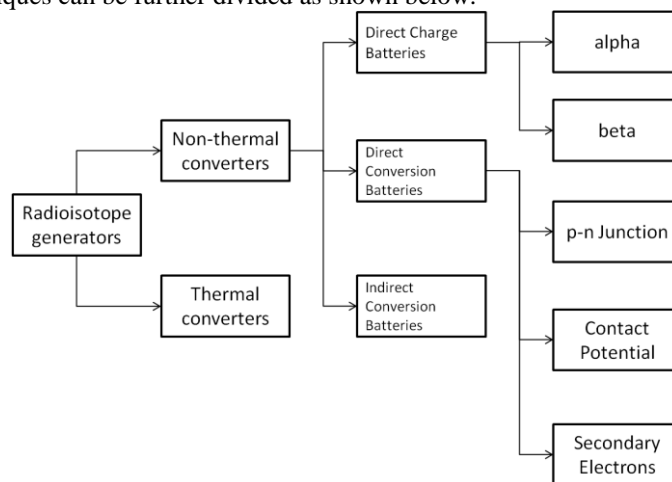 iques can be further divided as shown below.
Direct Charge
Batteries
alpha
beta
Non-thermal
converters
Direct
Conversion
Batteries
Radioisotope
generators
p-n Junction
Thermal
converters
Indirect
Conversion
Batteries
Contact
Potential
Secondary
Electrons